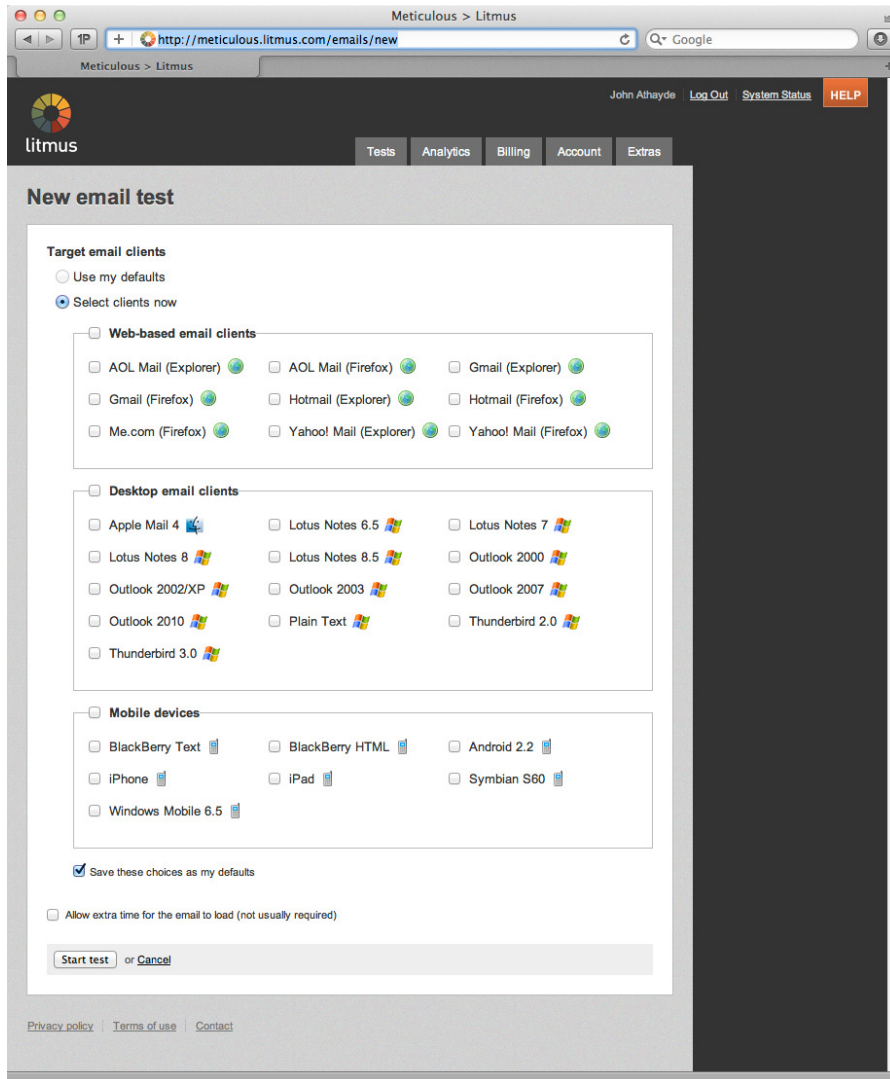 Meticulous > Litmus
1P + http://meticulous.litmus.com/emails/new Google
Meticulous > Litmus
John Athayde Log Out System Status HELP
litmus
Tests Analytics Billing Account Extras
New email test
Target email clients
Use my defaults
Select clients now
Web-based email clients
AOL Mail (Explorer) AOL Mail (Firefox) Gmail (Explorer)
Gmail (Firefox) Hotmail (Explorer) Hotmail (Firefox)
Me.com (Firefox) Yahoo! Mail (Explorer) Yahoo! Mail (Firefox)
Desktop email clients
Apple Mail 4 Lotus Notes 6.5 Lotus Notes 7
Lotus Notes 8 Lotus Notes 8.5 Outlook 2000
Outlook 2002/XP Outlook 2003 Outlook 2007
Outlook 2010 Plain Text Thunderbird 2.0
Thunderbird 3.0
Mobile devices
BlackBerry Text BlackBerry HTML Android 2.2
iPhone iPad Symbian S60
Windows Mobile 6.5
Save these choices as my defaults
Allow extra time for the email to load (not usually required)
Start test or Cancel
Privacy policy Terms of use Contact